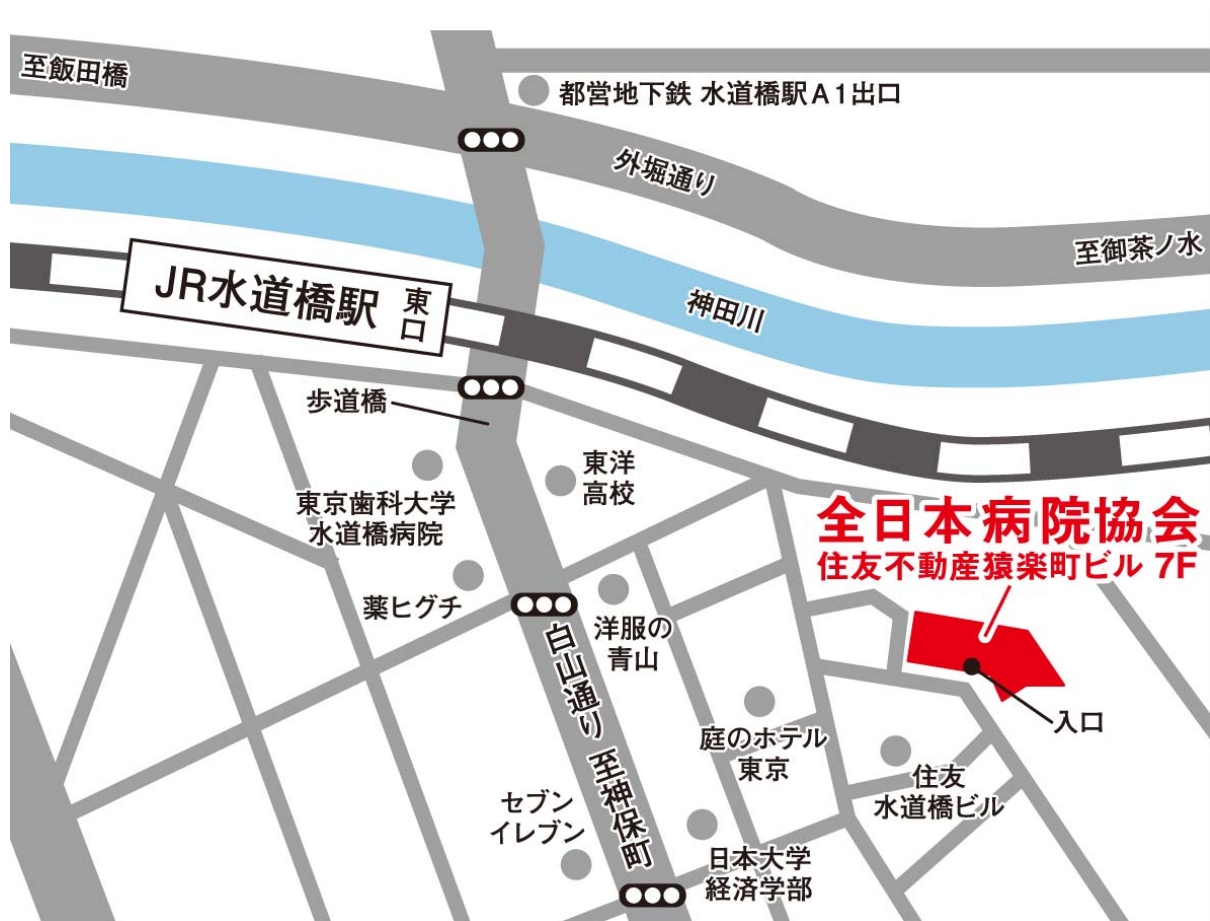 至飯田橋
都営地下鉄 水道橋駅A1出口
外堀通り
至御茶ノ水
JR水道橋駅
東口
神田川
歩道橋
東洋
高校
東京歯科大学
水道橋病院
全日本病院協会
住友不動産猿楽町ビル 7F
薬ヒグチ
洋服の
青山
白山通り 至神保町
入口
庭のホテル
東京
住友
水道橋ビル
セブン
イレブン
日本大学
経済学部